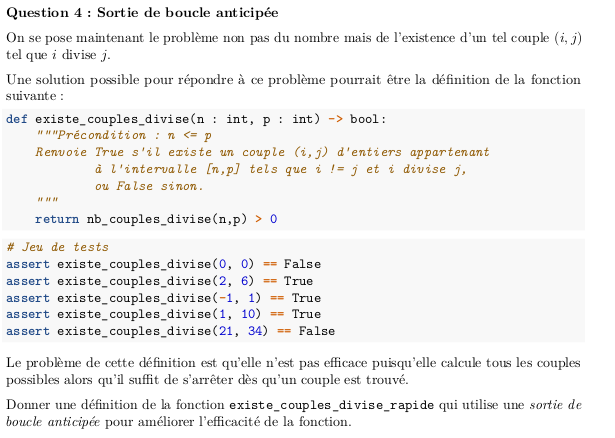 Question 4 : Sortie de boucle anticipée
On se pose maintenant le problème non pas du nombre mais de l'existence d'un tel couple (i, j)
tel que i divise j.
Une solution possible pour répondre à ce problème pourrait être la définition de la fonction
suivante :
def existe_couples_divise(n : int, p : int) -> bool:
    """Précondition : n <= p
    Renvoie True s'il existe un couple (i,j) d'entiers appartenant
            à l'intervalle [n,p] tels que i != j et i divise j,
            ou False sinon.
    """
    return nb_couples_divise(n,p) > 0
# Jeu de tests
assert existe_couples_divise(0, 0) == False
assert existe_couples_divise(2, 6) == True
assert existe_couples_divise(-1, 1) == True
assert existe_couples_divise(1, 10) == True
assert existe_couples_divise(21, 34) == False
Le problème de cette définition est qu'elle n'est pas efficace puisqu'elle calcule tous les couples
possibles alors qu'il suffit de s'arrêter dès qu'un couple est trouvé.
Donner une définition de la fonction existe_couples_divise_rapide qui utilise une sortie de
boucle anticipée pour améliorer l'efficacité de la fonction.